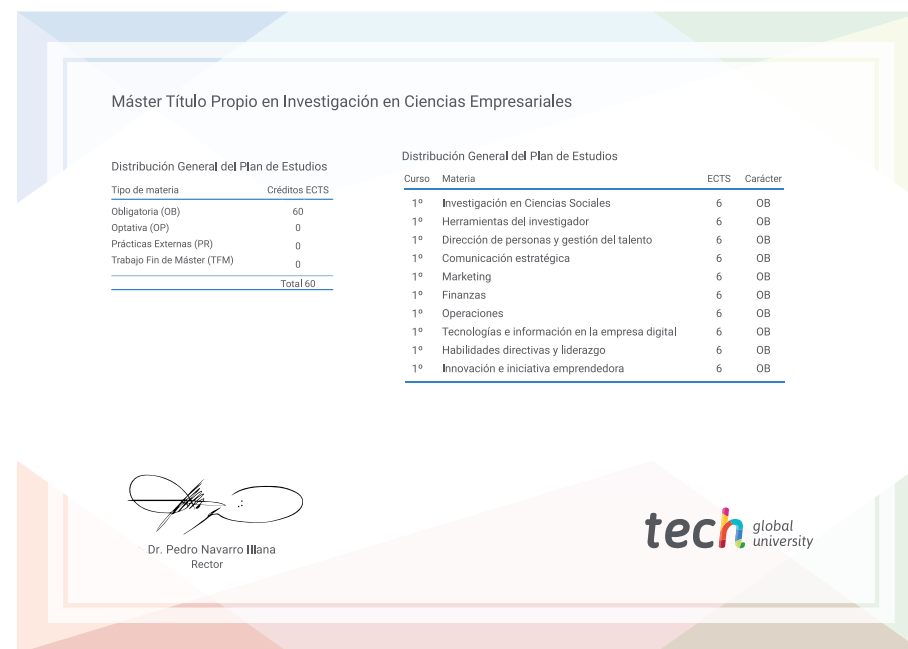 Máster Título Propio en Investigación en Ciencias Empresariales
Distribución General del Plan de Estudios
Tipo de materia Créditos ECTS
Obligatoria (OB) 60
Optativa (OP) 0
Prácticas Externas (PR) 0
Trabajo Fin de Máster (TFM) 0
Total 60
Distribución General del Plan de Estudios
Curso Materia ECTS Carácter
1º Investigación en Ciencias Sociales 6 OB
1º Herramientas del investigador 6 OB
1º Dirección de personas y gestión del talento 6 OB
1º Comunicación estratégica 6 OB
1º Marketing 6 OB
1º Finanzas 6 OB
1º Operaciones 6 OB
1º Tecnologías e información en la empresa digital 6 OB
1º Habilidades directivas y liderazgo 6 OB
1º Innovación e iniciativa emprendedora 6 OB
Dr. Pedro Navarro Illana
Rector
tech global
university